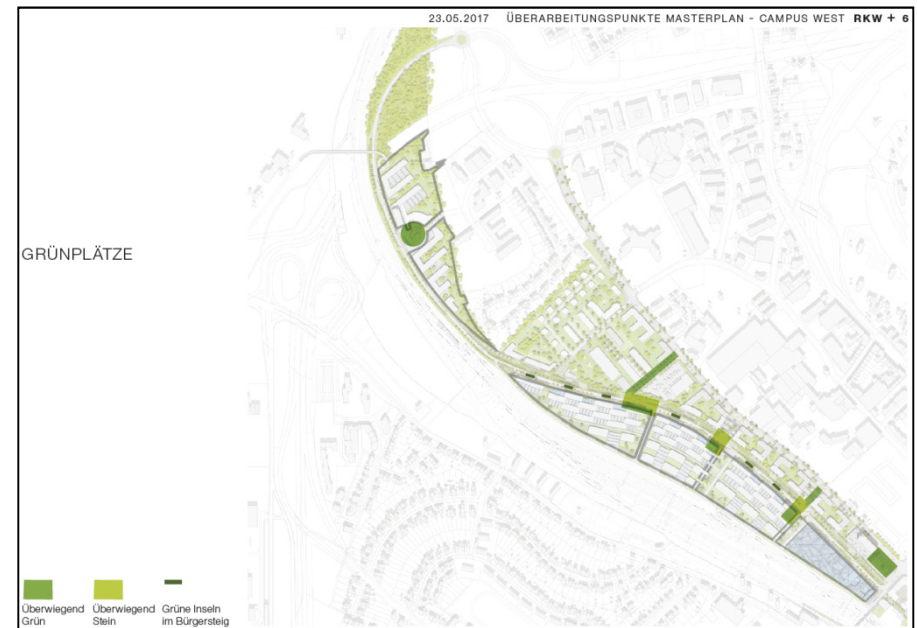 23.05.2017 ÜBERARBEITUNGSPUNKTE MASTERPLAN - CAMPUS WEST RKW + 6
GRÜNPLÄTZE
Überwiegend Grün
Überwiegend Stein
Grüne Inseln im Bürgersteig